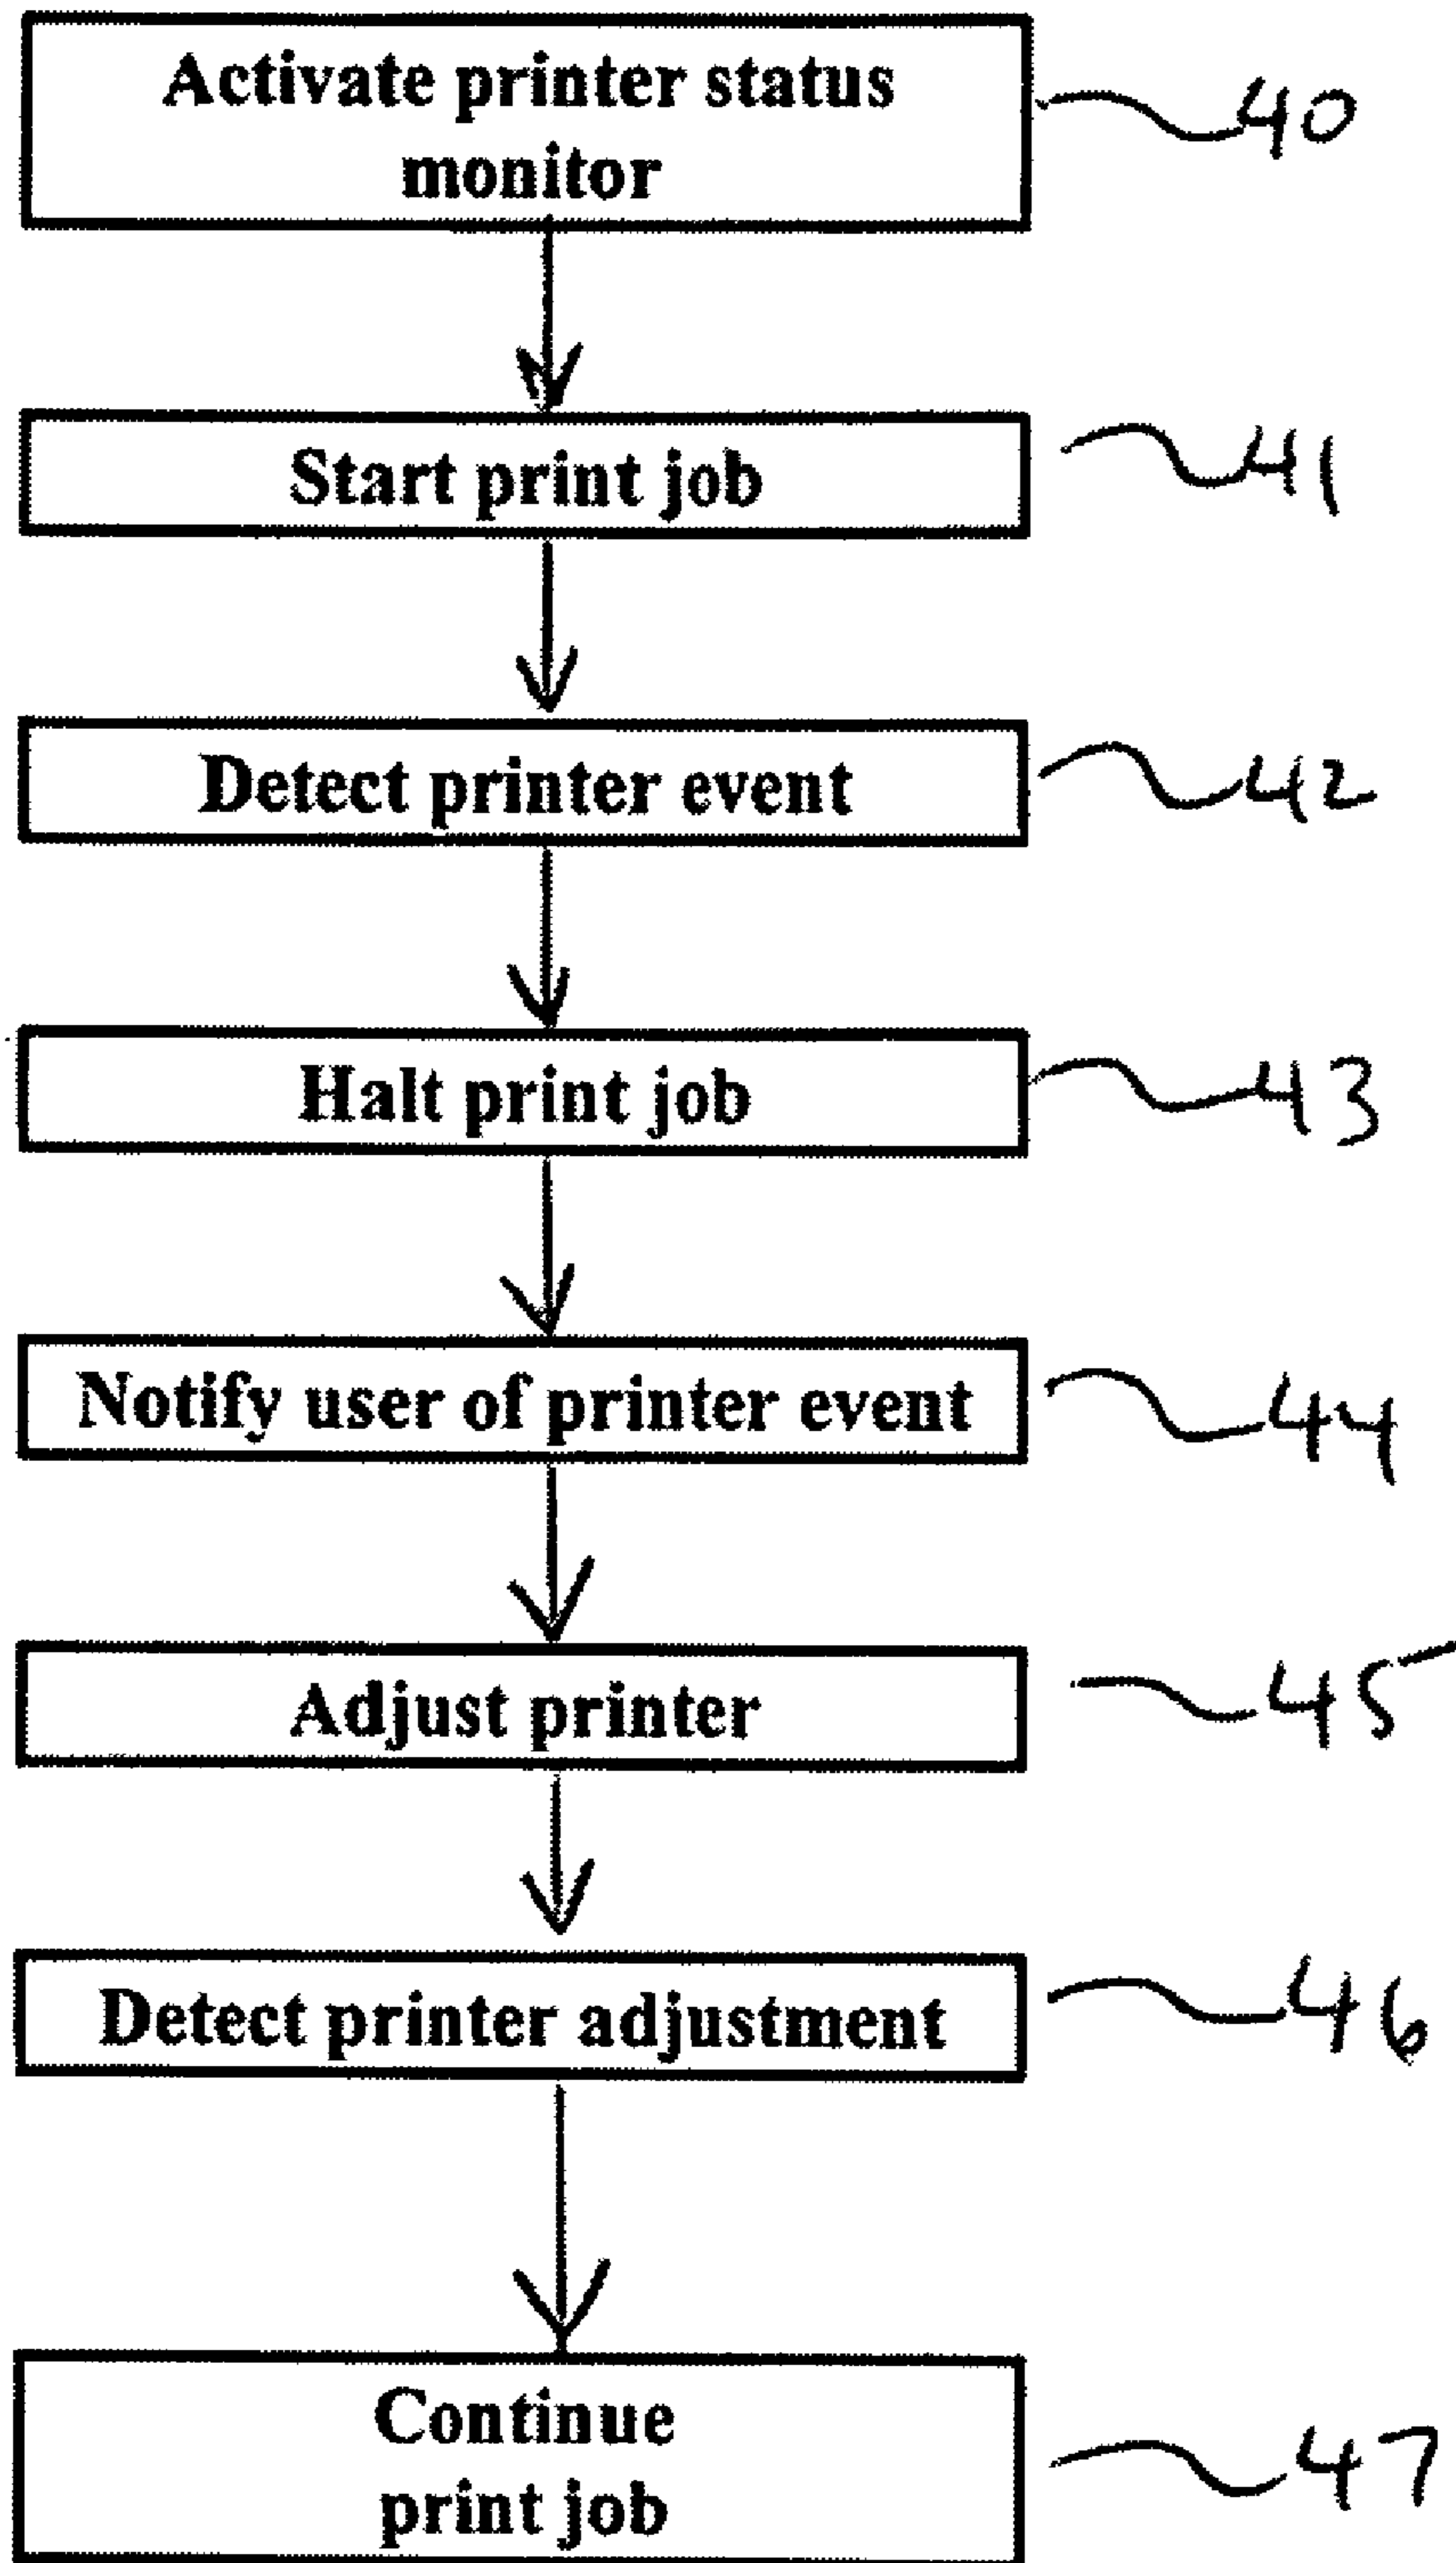 Activate printer status
monitor
40
Start print job
41
Detect printer event
42
Halt print job
43
Notify user of printer event
44
Adjust printer
45
Detect printer adjustment
46
Continue
print job
47